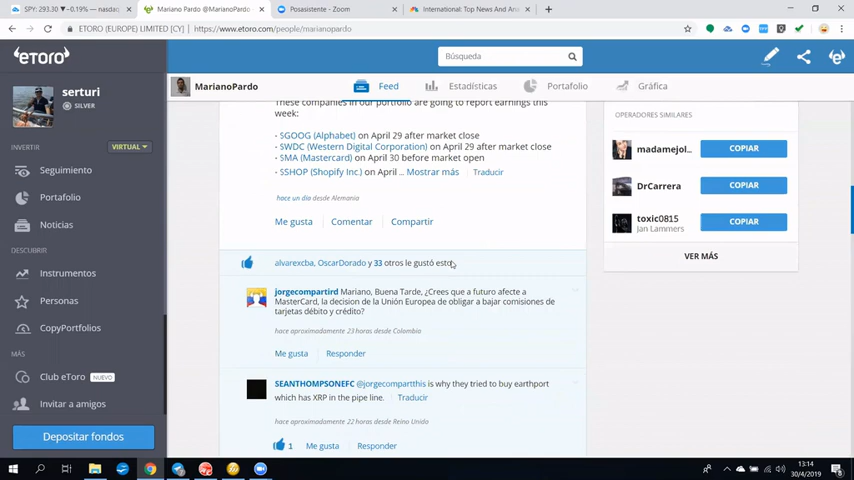 SPY: 293.30 ▼−0.19% — nasdaq
Mariano Pardo @MarianoPardo
Posasistente - Zoom
International: Top News And Ana
ETORO (EUROPE) LIMITED [CY]
https://www.etoro.com/people/marianopardo
eToro
Búsqueda
serturi
SILVER
INVERTIR
VIRTUAL
Seguimiento
Portafolio
Noticias
DESCUBRIR
Instrumentos
Personas
CopyPortfolios
MÁS
Club eToro NUEVO
Invitar a amigos
Depositar fondos
MarianoPardo
Feed
Estadísticas
Portafolio
Gráfica
These companies in our portfolio are going to report earnings this
week:
- $GOOG (Alphabet) on April 29 after market close
- $WDC (Western Digital Corporation) on April 29 after market close
- $MA (Mastercard) on April 30 before market open
- $SHOP (Shopify Inc.) on April ... Mostrar más Traducir
hace un día desde Alemania
Me gusta Comentar Compartir
alvarexcba, OscarDorado y 33 otros le gustó esto
jorgecompartird Mariano, Buena Tarde, ¿Crees que a futuro afecte a
MasterCard, la decision de la Unión Europea de obligar a bajar comisiones de
tarjetas débito y crédito?
hace aproximadamente 23 horas desde Colombia
Me gusta Responder
SEANTHOMPSONEFC @jorgecompartthis is why they tried to buy earthport
which has XRP in the pipe line. Traducir
hace aproximadamente 22 horas desde Reino Unido
1 Me gusta Responder
OPERADORES SIMILARES
madamejol... COPIAR
DrCarrera COPIAR
toxic0815
Jan Lammers
COPIAR
VER MÁS
13:14
30/4/2019